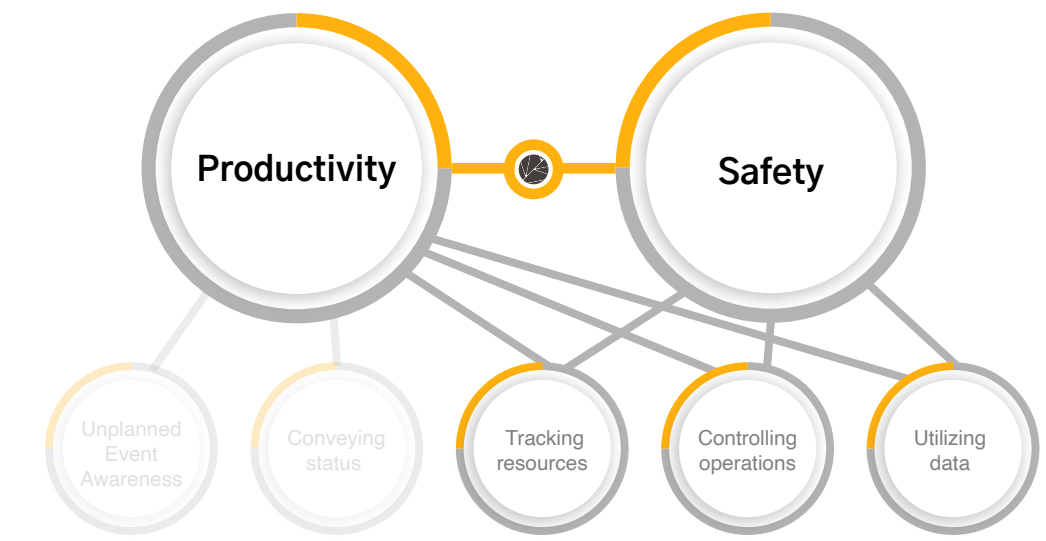 Productivity
Safety
Unplanned
Event
Awareness
Conveying
status
Tracking
resources
Controlling
operations
Utilizing
data